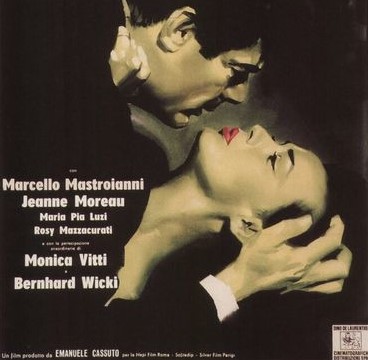 con
Marcello Mastroianni
Jeanne Moreau
Maria Pia Luzi
Rosy Mazzacurati
e con la partecipazione
straordinaria di
Monica Vitti
e
Bernhard Wicki
Un film prodotto da EMANUELE CASSUTO per la Nepi Film Roma - Sofitedip - Silver Film Parigi
DINO DE LAURENTIIS
CINEMATOGRAFICA
DISTRIBUZIONE